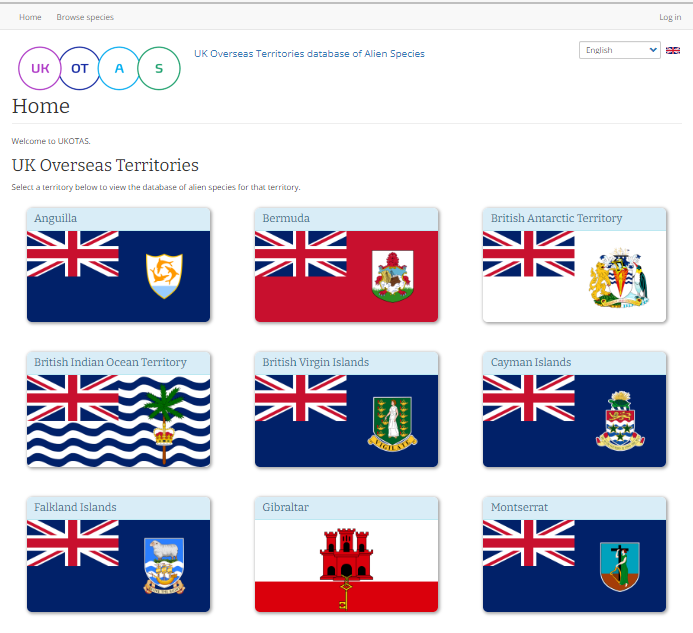 Home Browse species Log in
UK OT A S UK Overseas Territories database of Alien Species English
Home
Welcome to UKOTAS.
UK Overseas Territories
Select a territory below to view the database of alien species for that territory.
Anguilla Bermuda British Antarctic Territory
British Indian Ocean Territory British Virgin Islands Cayman Islands
Falkland Islands Gibraltar Montserrat